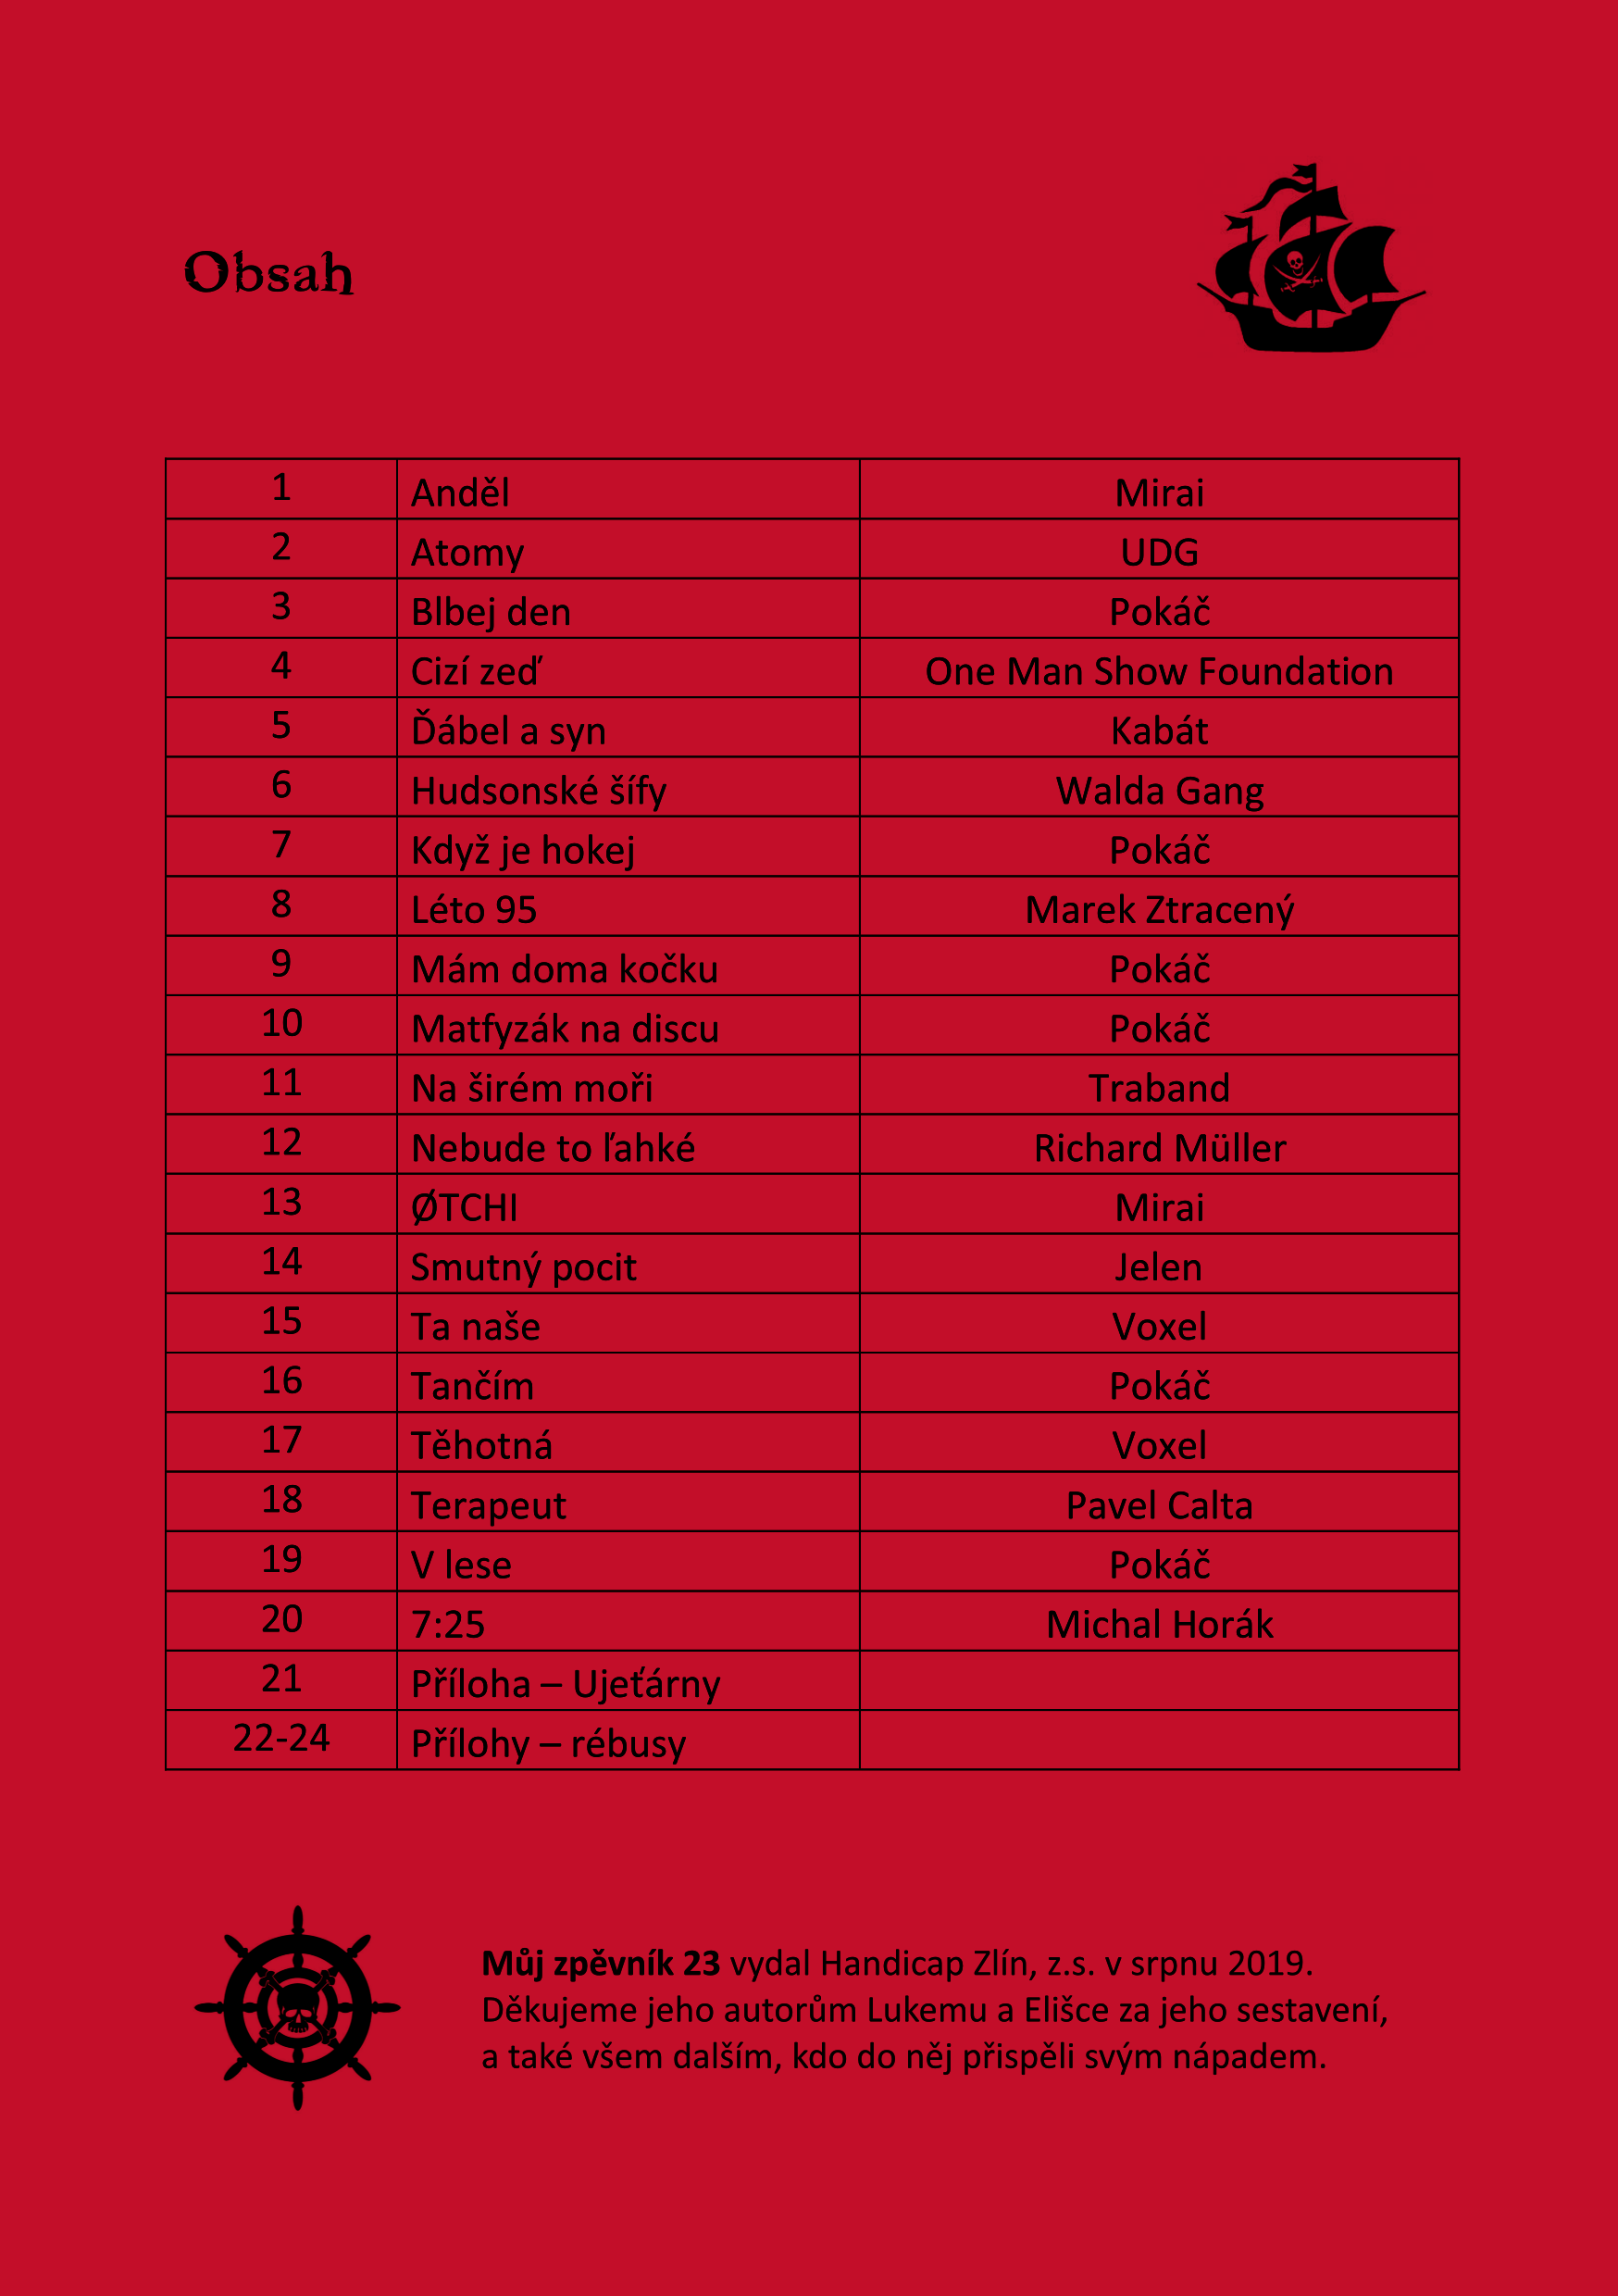 Obsah
1 Anděl Mirai
2 Atomy UDG
3 Blbej den Pokáč
4 Cizí zeď One Man Show Foundation
5 Ďábel a syn Kabát
6 Hudsonské šífy Walda Gang
7 Když je hokej Pokáč
8 Léto 95 Marek Ztracený
9 Mám doma kočku Pokáč
10 Matfyzák na discu Pokáč
11 Na širém moři Traband
12 Nebude to ľahké Richard Müller
13 ØTCHI Mirai
14 Smutný pocit Jelen
15 Ta naše Voxel
16 Tančím Pokáč
17 Těhotná Voxel
18 Terapeut Pavel Calta
19 V lese Pokáč
20 7:25 Michal Horák
21 Příloha – Ujeťárny
22-24 Přílohy – rébusy
Můj zpěvník 23 vydal Handicap Zlín, z.s. v srpnu 2019.
Děkujeme jeho autorům Lukemu a Elišce za jeho sestavení,
a také všem dalším, kdo do něj přispěli svým nápadem.